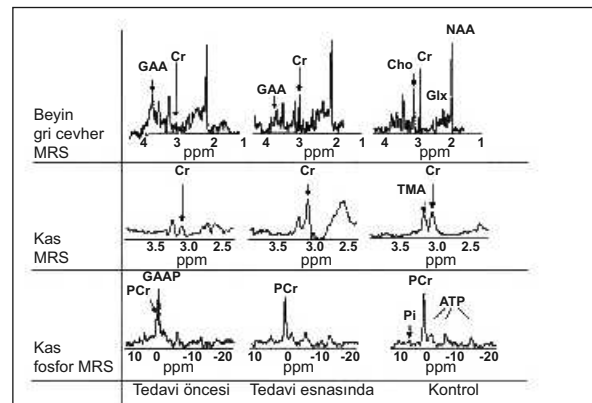 GAA Cr
GAA Cr
NAA
Cho Cr
Glx
Beyin
gri cevher
MRS
4 3 2 1
ppm
4 3 2 1
ppm
4 3 2 1
ppm
Kas
MRS
Cr
3.5 3.0 2.5
ppm
Cr
3.5 3.0 2.5
ppm
Cr
TMA
3.5 3.0 2.5
ppm
Kas
fosfor MRS
GAAP
PCr
10 0 -10 -20
ppm
PCr
10 0 -10 -20
ppm
PCr
Pi ATP
10 0 -10 -20
ppm
Tedavi öncesi Tedavi esnasında Kontrol